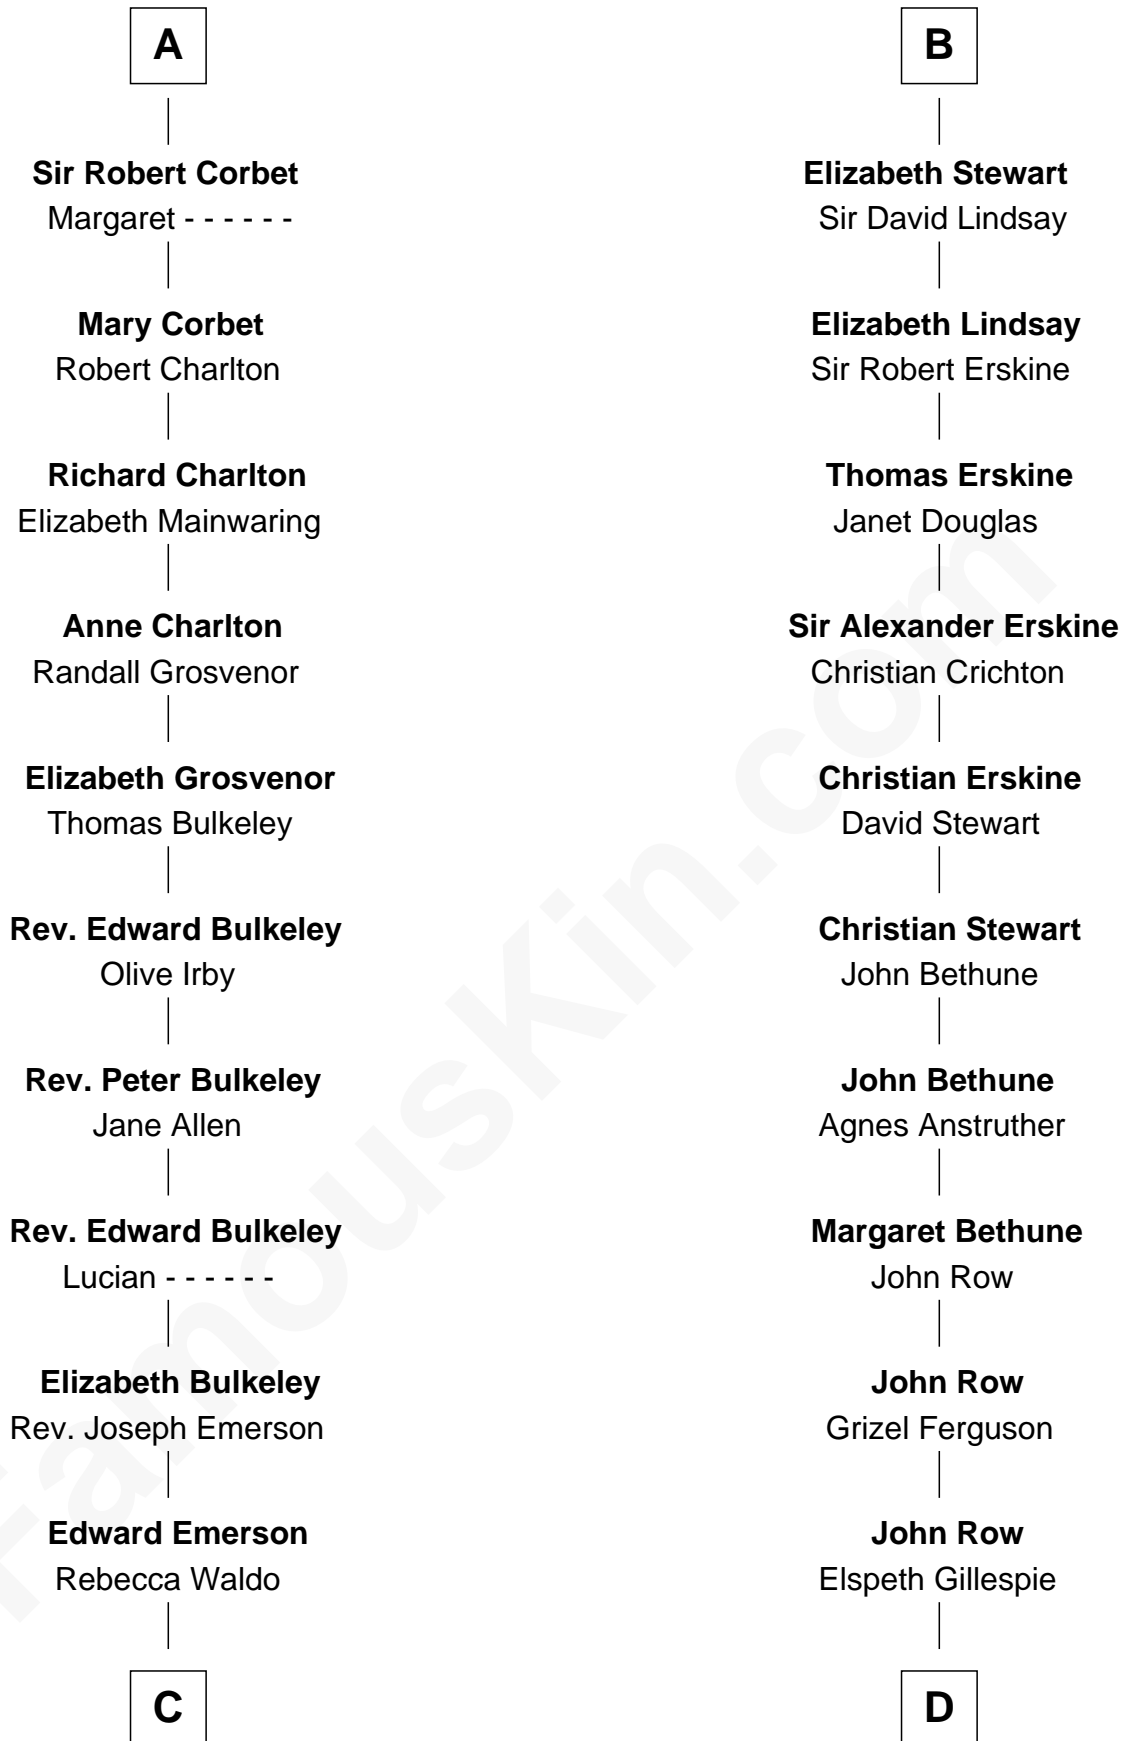 A
Sir Robert Corbet
Margaret - - - - - -
Mary Corbet
Robert Charlton
Richard Charlton
Elizabeth Mainwaring
Anne Charlton
Randall Grosvenor
Elizabeth Grosvenor
Thomas Bulkeley
Rev. Edward Bulkeley
Olive Irby
Rev. Peter Bulkeley
Jane Allen
Rev. Edward Bulkeley
Lucian - - - - - -
Elizabeth Bulkeley
Rev. Joseph Emerson
Edward Emerson
Rebecca Waldo
C
B
Elizabeth Stewart
Sir David Lindsay
Elizabeth Lindsay
Sir Robert Erskine
Thomas Erskine
Janet Douglas
Sir Alexander Erskine
Christian Crichton
Christian Erskine
David Stewart
Christian Stewart
John Bethune
John Bethune
Agnes Anstruther
Margaret Bethune
John Row
John Row
Grizel Ferguson
John Row
Elspeth Gillespie
D
FamousKin.com